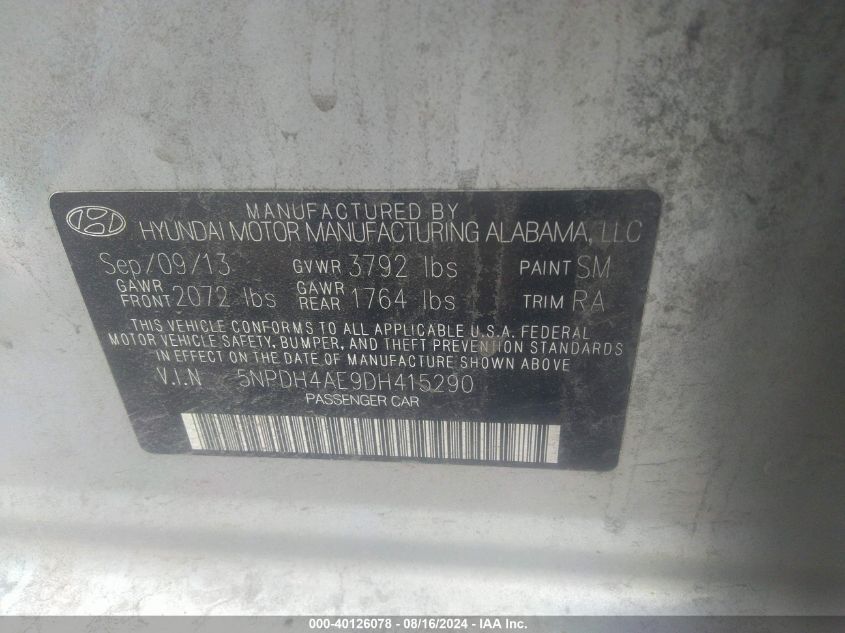 MANUFACTURED BY
HYUNDAI MOTOR MANUFACTURING ALABAMA, LLC
Sep/09/13 GVWR 3792 lbs PAINT SM
GAWR FRONT 2072 lbs GAWR REAR 1764 lbs TRIM RA
THIS VEHICLE CONFORMS TO ALL APPLICABLE U.S.A. FEDERAL
MOTOR VEHICLE SAFETY, BUMPER, AND THEFT PREVENTION STANDARDS
IN EFFECT ON THE DATE OF MANUFACTURE SHOWN ABOVE
V.I.N 5NPDH4AE9DH415290
PASSENGER CAR
000-40126078 - 08/16/2024 - IAA Inc.